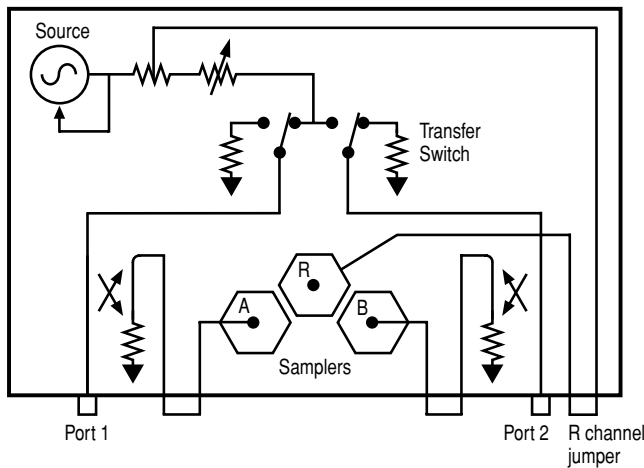 Source
Transfer
Switch
R
A
B
Samplers
Port 1
Port 2
R channel
jumper